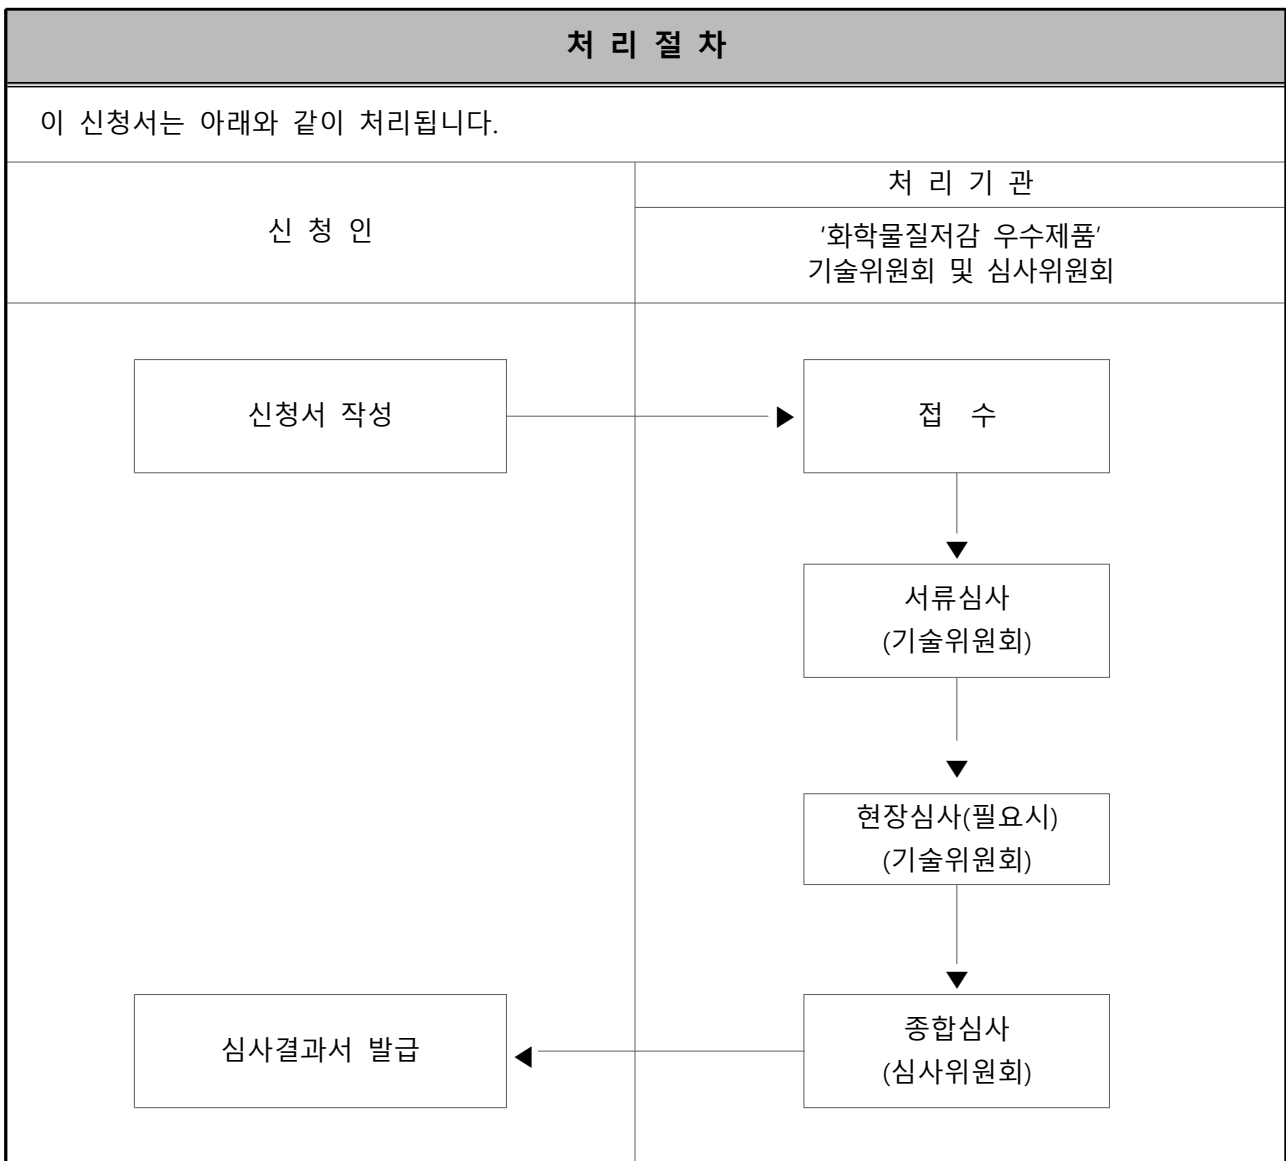 처 리 절 차
이 신청서는 아래와 같이 처리됩니다.
신 청 인
처 리 기 관
'화학물질저감 우수제품'
기술위원회 및 심사위원회
신청서 작성
접 수
서류심사
(기술위원회)
현장심사(필요시)
(기술위원회)
종합심사
(심사위원회)
심사결과서 발급